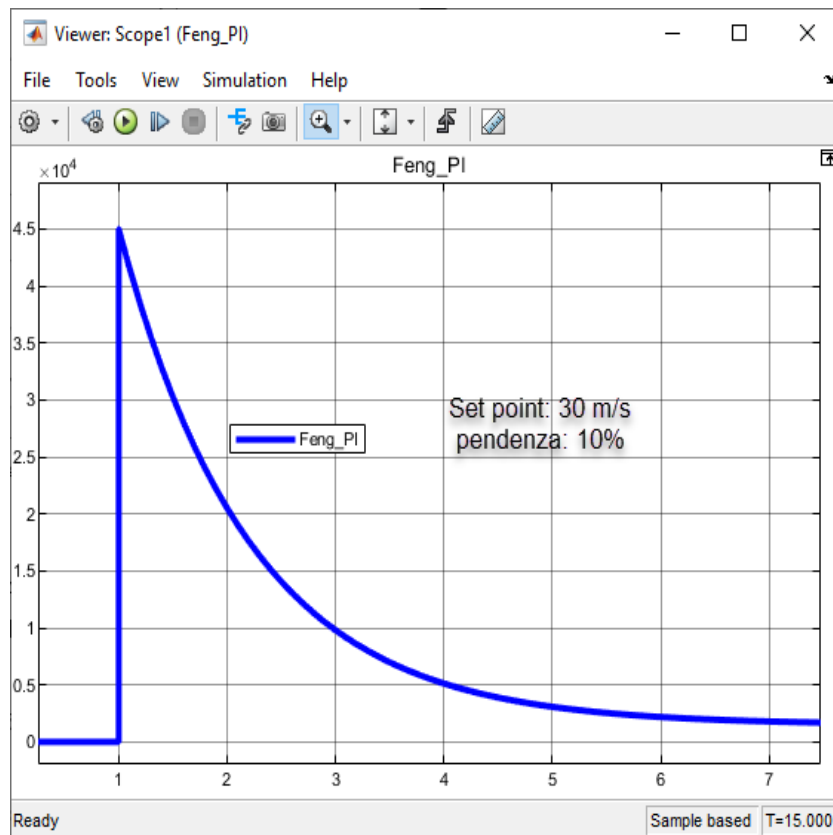 Viewer: Scope1 (Feng_PI)
File Tools View Simulation Help
×10⁴
Feng_PI
4.5
4
3.5
3
2.5
2
1.5
1
0.5
0
Set point: 30 m/s
pendenza: 10%
Feng_PI
1 2 3 4 5 6 7
Ready
Sample based T=15.000